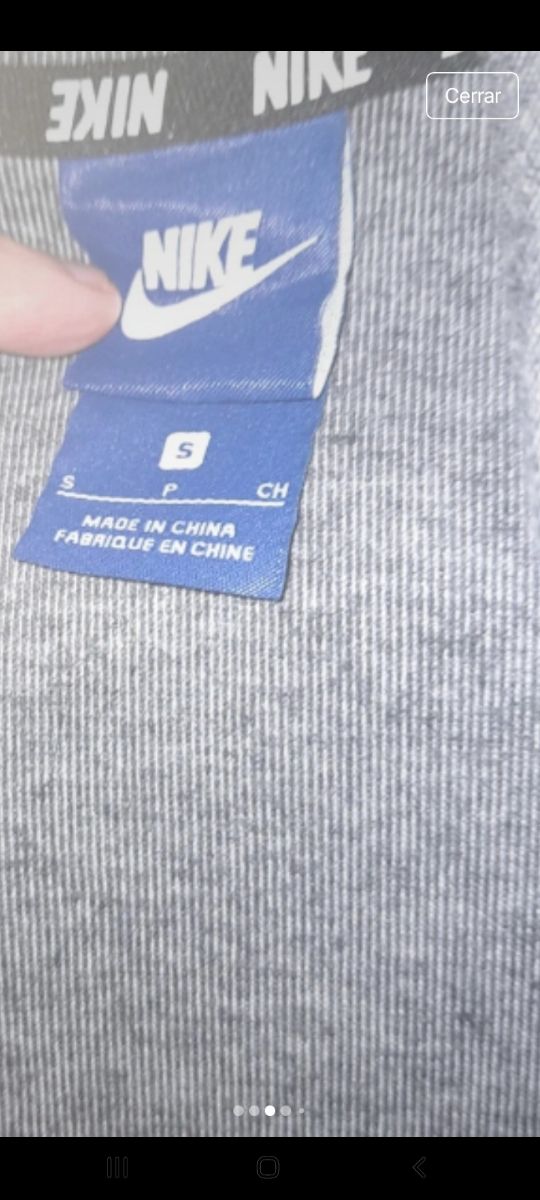 NIKE NIKE
Cerrar
NIKE
S
S P CH
MADE IN CHINA
FABRIQUE EN CHINE